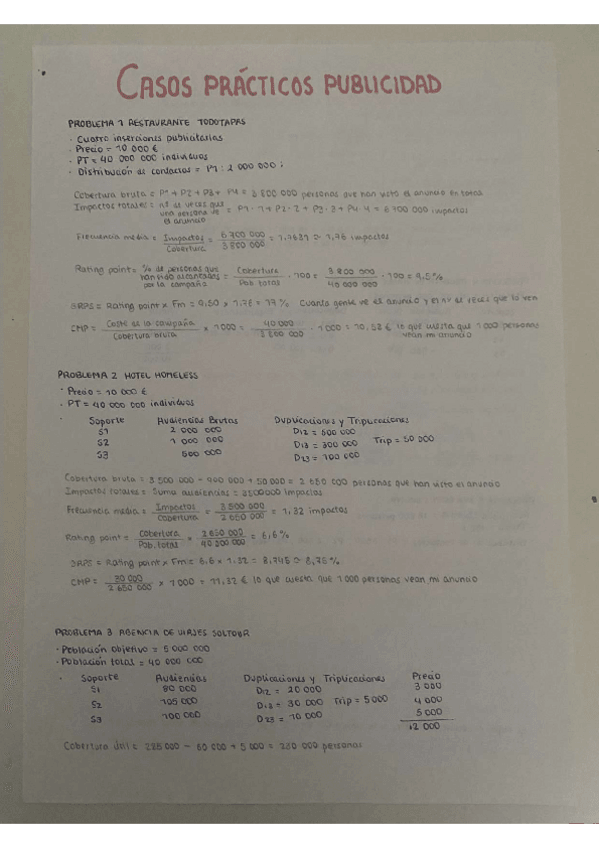 CASOS PRÁCTICOS PUBLICIDAD
PROBLEMA 1 RESTAURANTE TODOTAPAS
· Cuatro inserciones publicitarias
· Precio = 10 000 €
· PT = 40 000 000 individuos
· Distribución de contactos = P1: 2 000 000 i
Cobertura bruta = P1 + P2 + P3 + P4 = 3 800 000 personas que han visto el anuncio en total
Impactos totales = nº de veces que una persona ve el anuncio = P1 · 1 + P2 · 2 + P3 · 3 + P4 · 4 = 6 700 000 impactos
Frecuencia media = Impactos / Cobertura = 6 700 000 / 3 800 000 = 1,7631 ≃ 1,76 impactos
Rating point = % de personas que han sido alcanzadas por la campaña = Cobertura / Pob. total · 100 = 3 800 000 / 40 000 000 · 100 = 9,5%
GRPS = Rating point × Fm = 9,50 × 1,78 = 17 % Cuanta gente ve el anuncio y el nº de veces que lo ven
CMP = Coste de la campaña / Cobertura bruta × 1000 = 40 000 / 3 800 000 · 1000 = 10,52 € lo que cuesta que 1 000 personas vean mi anuncio
PROBLEMA 2 HOTEL HOMELESS
· Precio = 10 000 €
· PT = 40 000 000 individuos
Soporte Audiencias Brutas Duplicaciones y Triplicaciones
S1 2 000 000 D12 = 500 000
S2 1 000 000 D13 = 300 000 Trip = 50 000
S3 500 000 D23 = 100 000
Cobertura bruta = 3 500 000 - 900 000 + 50 000 = 2 650 000 personas que han visto el anuncio
Impactos totales = Suma audiencias = 3500000 impactos
Frecuencia media = Impactos / Cobertura = 3 500 000 / 2 650 000 = 1,32 impactos
Rating point = Cobertura / Pob. total × 2 650 000 / 40 000 000 = 6,6 %
GRPS = Rating point × Fm = 6,6 × 1.32 = 8,745 ≃ 8,75 %
CMP = 30 000 / 2 650 000 × 1 000 = 11,32 € lo que cuesta que 1 000 personas vean mi anuncio
PROBLEMA 3 AGENCIA DE VIAJES SOLTOUR
· Población objetivo = 5 000 000
· Población total = 40 000 000
· Soporte Audiencias Duplicaciones y Triplicaciones Precio
S1 80 000 D12 = 20 000 3 000
S2 105 000 D13 = 30 000 Trip = 5 000 4 000
S3 100 000 D23 = 10 000 5 000
12 000
Cobertura útil = 285 000 - 60 000 + 5 000 = 230 000 personas